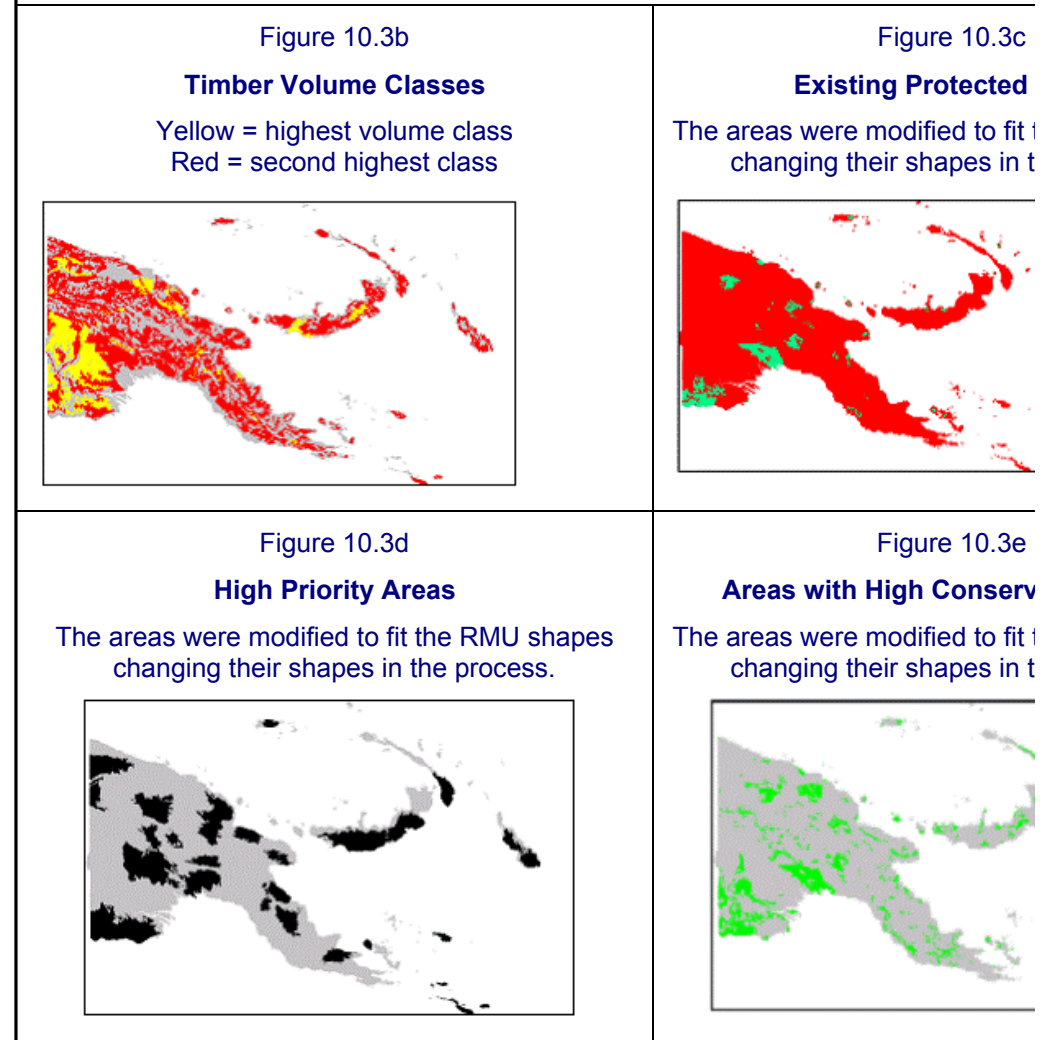 Figure 10.3b
Timber Volume Classes
Yellow = highest volume class
Red = second highest class
Figure 10.3c
Existing Protected
The areas were modified to fit
changing their shapes in
Figure 10.3d
High Priority Areas
The areas were modified to fit the RMU shapes
changing their shapes in the process.
Figure 10.3e
Areas with High
The areas were modified to fit
changing their shapes in